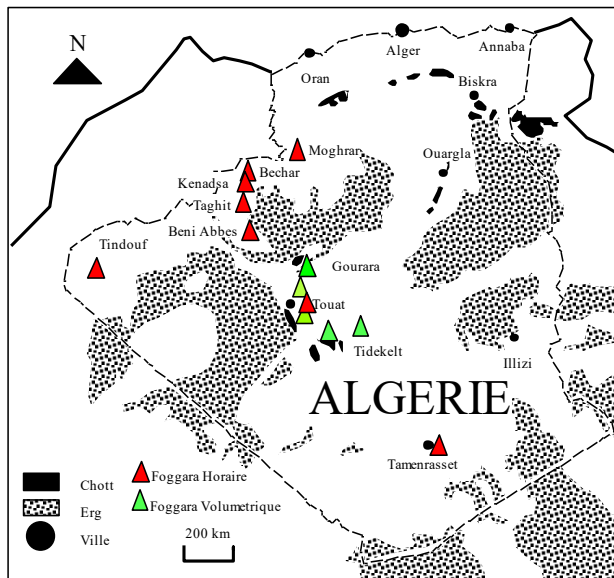 N
Alger
Annaba
Oran
Biskra
Moghrar
Ouargla
Bechar
Kenadsa
Taghit
Beni Abbes
Tindouf
Gourara
Touat
Tidekelt
Illizi
ALGERIE
Tamenrasset
Chott
Foggara Horaire
Erg
Foggara Volumetrique
Ville
200 km